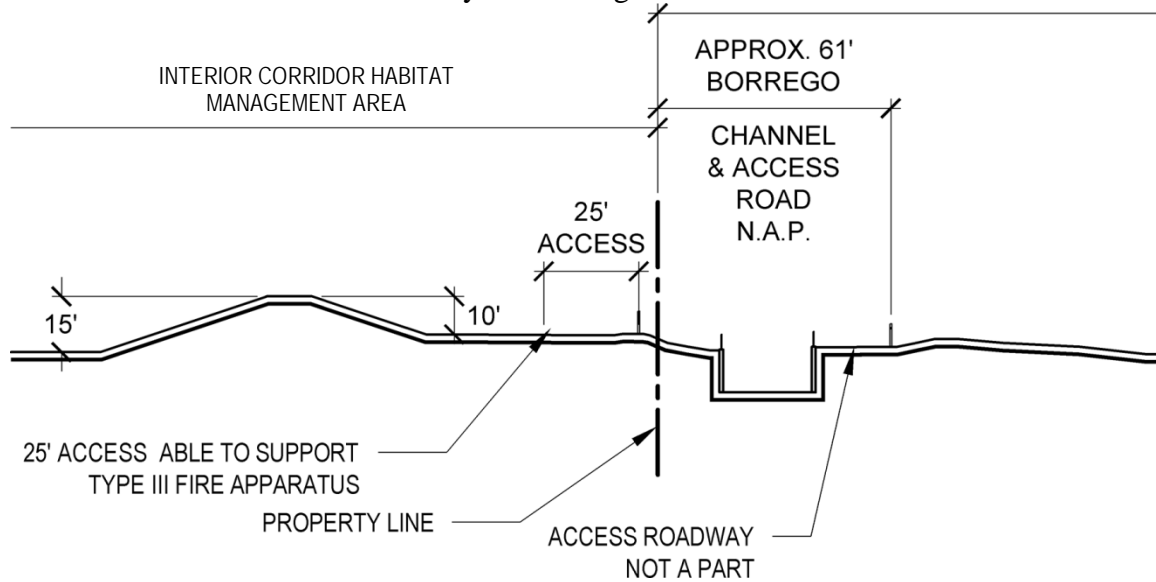 INTERIOR CORRIDOR HABITAT
MANAGEMENT AREA
APPROX. 61'
BORREGO
CHANNEL
& ACCESS
ROAD
N.A.P.
25'
ACCESS
15'
10'
25' ACCESS ABLE TO SUPPORT
TYPE III FIRE APPARATUS
PROPERTY LINE
ACCESS ROADWAY
NOT A PART